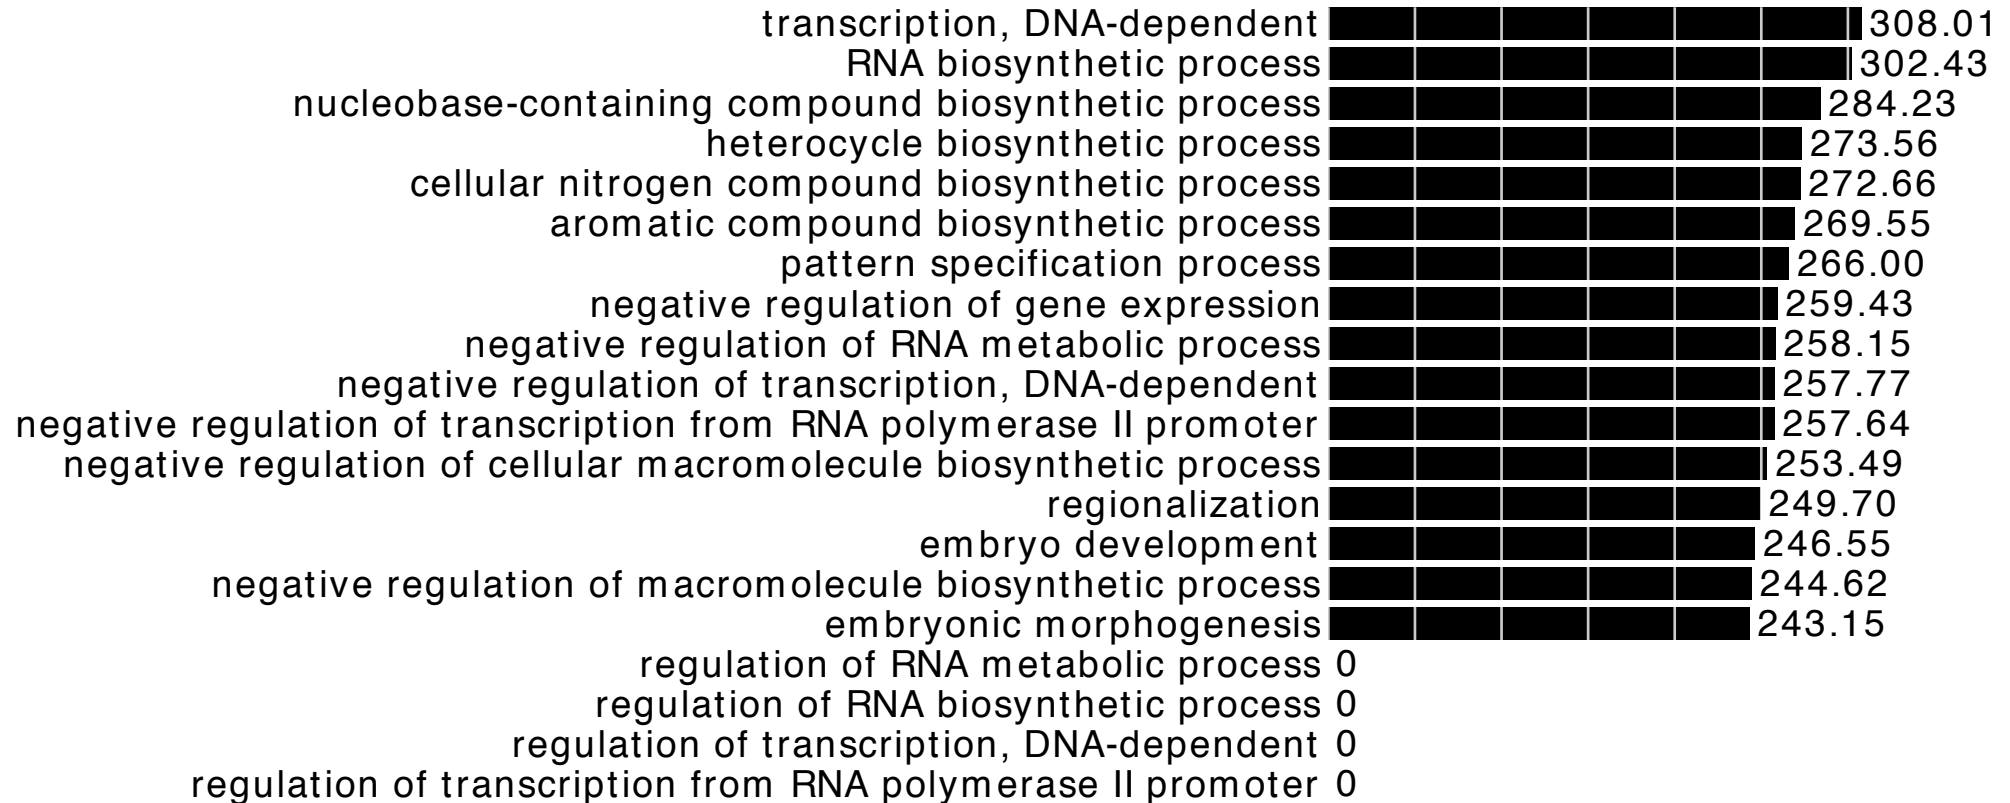 transcription, DNA-dependent 308.01
RNA biosynthetic process 302.43
nucleobase-containing compound biosynthetic process 284.23
heterocycle biosynthetic process 273.56
cellular nitrogen compound biosynthetic process 272.66
aromatic compound biosynthetic process 269.55
pattern specification process 266.00
negative regulation of gene expression 259.43
negative regulation of RNA metabolic process 258.15
negative regulation of transcription, DNA-dependent 257.77
negative regulation of transcription from RNA polymerase II promoter 257.64
negative regulation of cellular macromolecule biosynthetic process 253.49
regionalization 249.70
embryo development 246.55
negative regulation of macromolecule biosynthetic process 244.62
embryonic morphogenesis 243.15
regulation of RNA metabolic process 0
regulation of RNA biosynthetic process 0
regulation of transcription, DNA-dependent 0
regulation of transcription from RNA polymerase II promoter 0